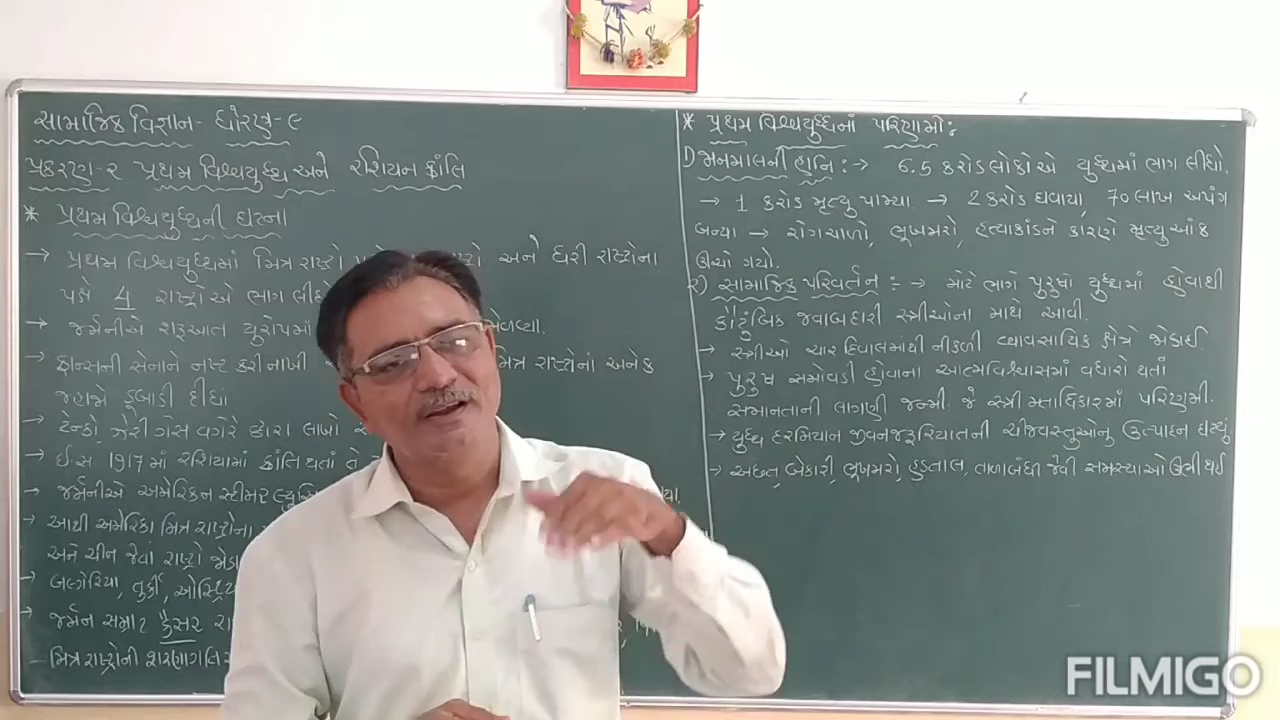 સામાજિક વિજ્ઞાન - ધોરણ - ૯
પ્રકરણ - ૨ પ્રથમ વિશ્વયુદ્ધ અને રશિયન ક્રાંતિ
* પ્રથમ વિશ્વયુદ્ધની ઘટના
→ પ્રથમ વિશ્વયુદ્ધમાં મિત્ર રાષ્ટ્રો અને ધરી રાષ્ટ્રોના
પક્ષે 4 રાષ્ટ્રોએ ભાગ લીધો
→ જર્મનીએ શરૂઆત યુરોપમાં મેળવ્યો.
→ ફ્રાન્સની સેનાને નષ્ટ કરી નાખી મિત્ર રાષ્ટ્રોનાં અનેક
જહાજો ડુબાડી દીધાં
→ ટેન્કો, ઝેરી ગેસ વગેરે દ્વારા લાખો
→ ઈ.સ 1917 માં રશિયામાં ક્રાંતિ થતાં તે
→ જર્મનીએ અમેરિકન સ્ટીમર
→ આથી અમેરિકા મિત્ર રાષ્ટ્રોના
અને ચીન જેવાં રાષ્ટ્રો જોડા
→ બલ્ગેરિયા, તુર્કી,
→ જર્મન સમ્રાટ કૈસર
– મિત્ર રાષ્ટ્રોની શરણાગતિ
* પ્રથમ વિશ્વયુદ્ધનાં પરિણામો :
1) જાનમાલની હાનિ :→ 6.5 કરોડ લોકોએ યુદ્ધમાં ભાગ લીધો.
→ 1 કરોડ મૃત્યુ પામ્યા → 2 કરોડ ઘવાયા, 70 લાખ અપંગ
બન્યા → રોગચાળો, ભૂખમરો, હત્યાકાંડને કારણે મૃત્યુઆંક
ઊંચો ગયો.
૨) સામાજિક પરિવર્તન :→ મોટે ભાગે પુરુષો યુદ્ધમાં હોવાથી
કૌટુંબિક જવાબદારી સ્ત્રીઓના માથે આવી.
→ સ્ત્રીઓ ચાર દિવાલમાંથી નીકળી વ્યાવસાયિક ક્ષેત્રે જોડાઈ
→ પુરુષ સમોવડી હોવાના આત્મવિશ્વાસમાં વધારો થતાં
સમાનતાની લાગણી જન્મી. જે સ્ત્રી મતાધિકારમાં પરિણમી.
→ યુદ્ધ દરમિયાન જીવનજરૂરિયાતની ચીજવસ્તુઓનું ઉત્પાદન ઘટ્યું
→ અછત, બેકારી, ભૂખમરો, હડતાલ, તાળાબંધી જેવી સમસ્યાઓ ઊભી થઈ
FILMIGO